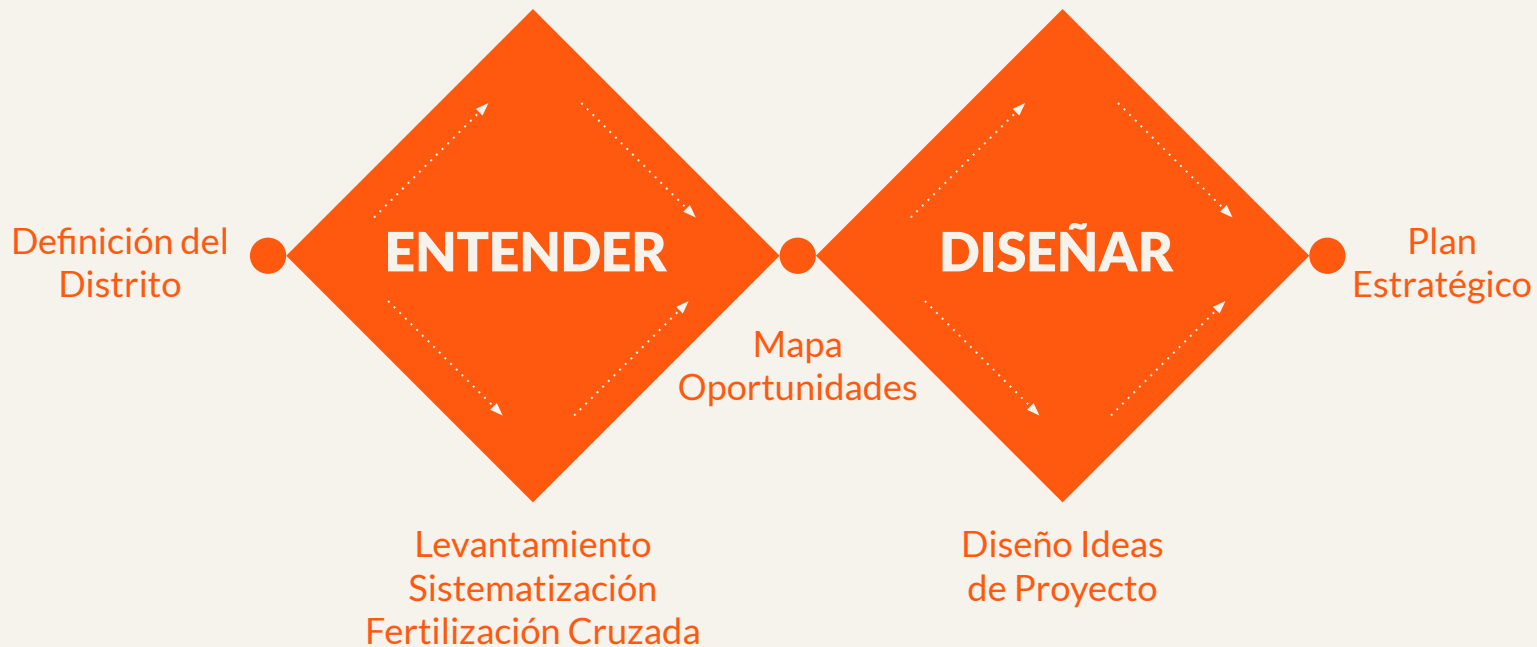 Definición del
Distrito
ENTENDER
Levantamiento
Sistematización
Fertilización Cruzada
Mapa
Oportunidades
DISEÑAR
Diseño Ideas
de Proyecto
Plan
Estratégico